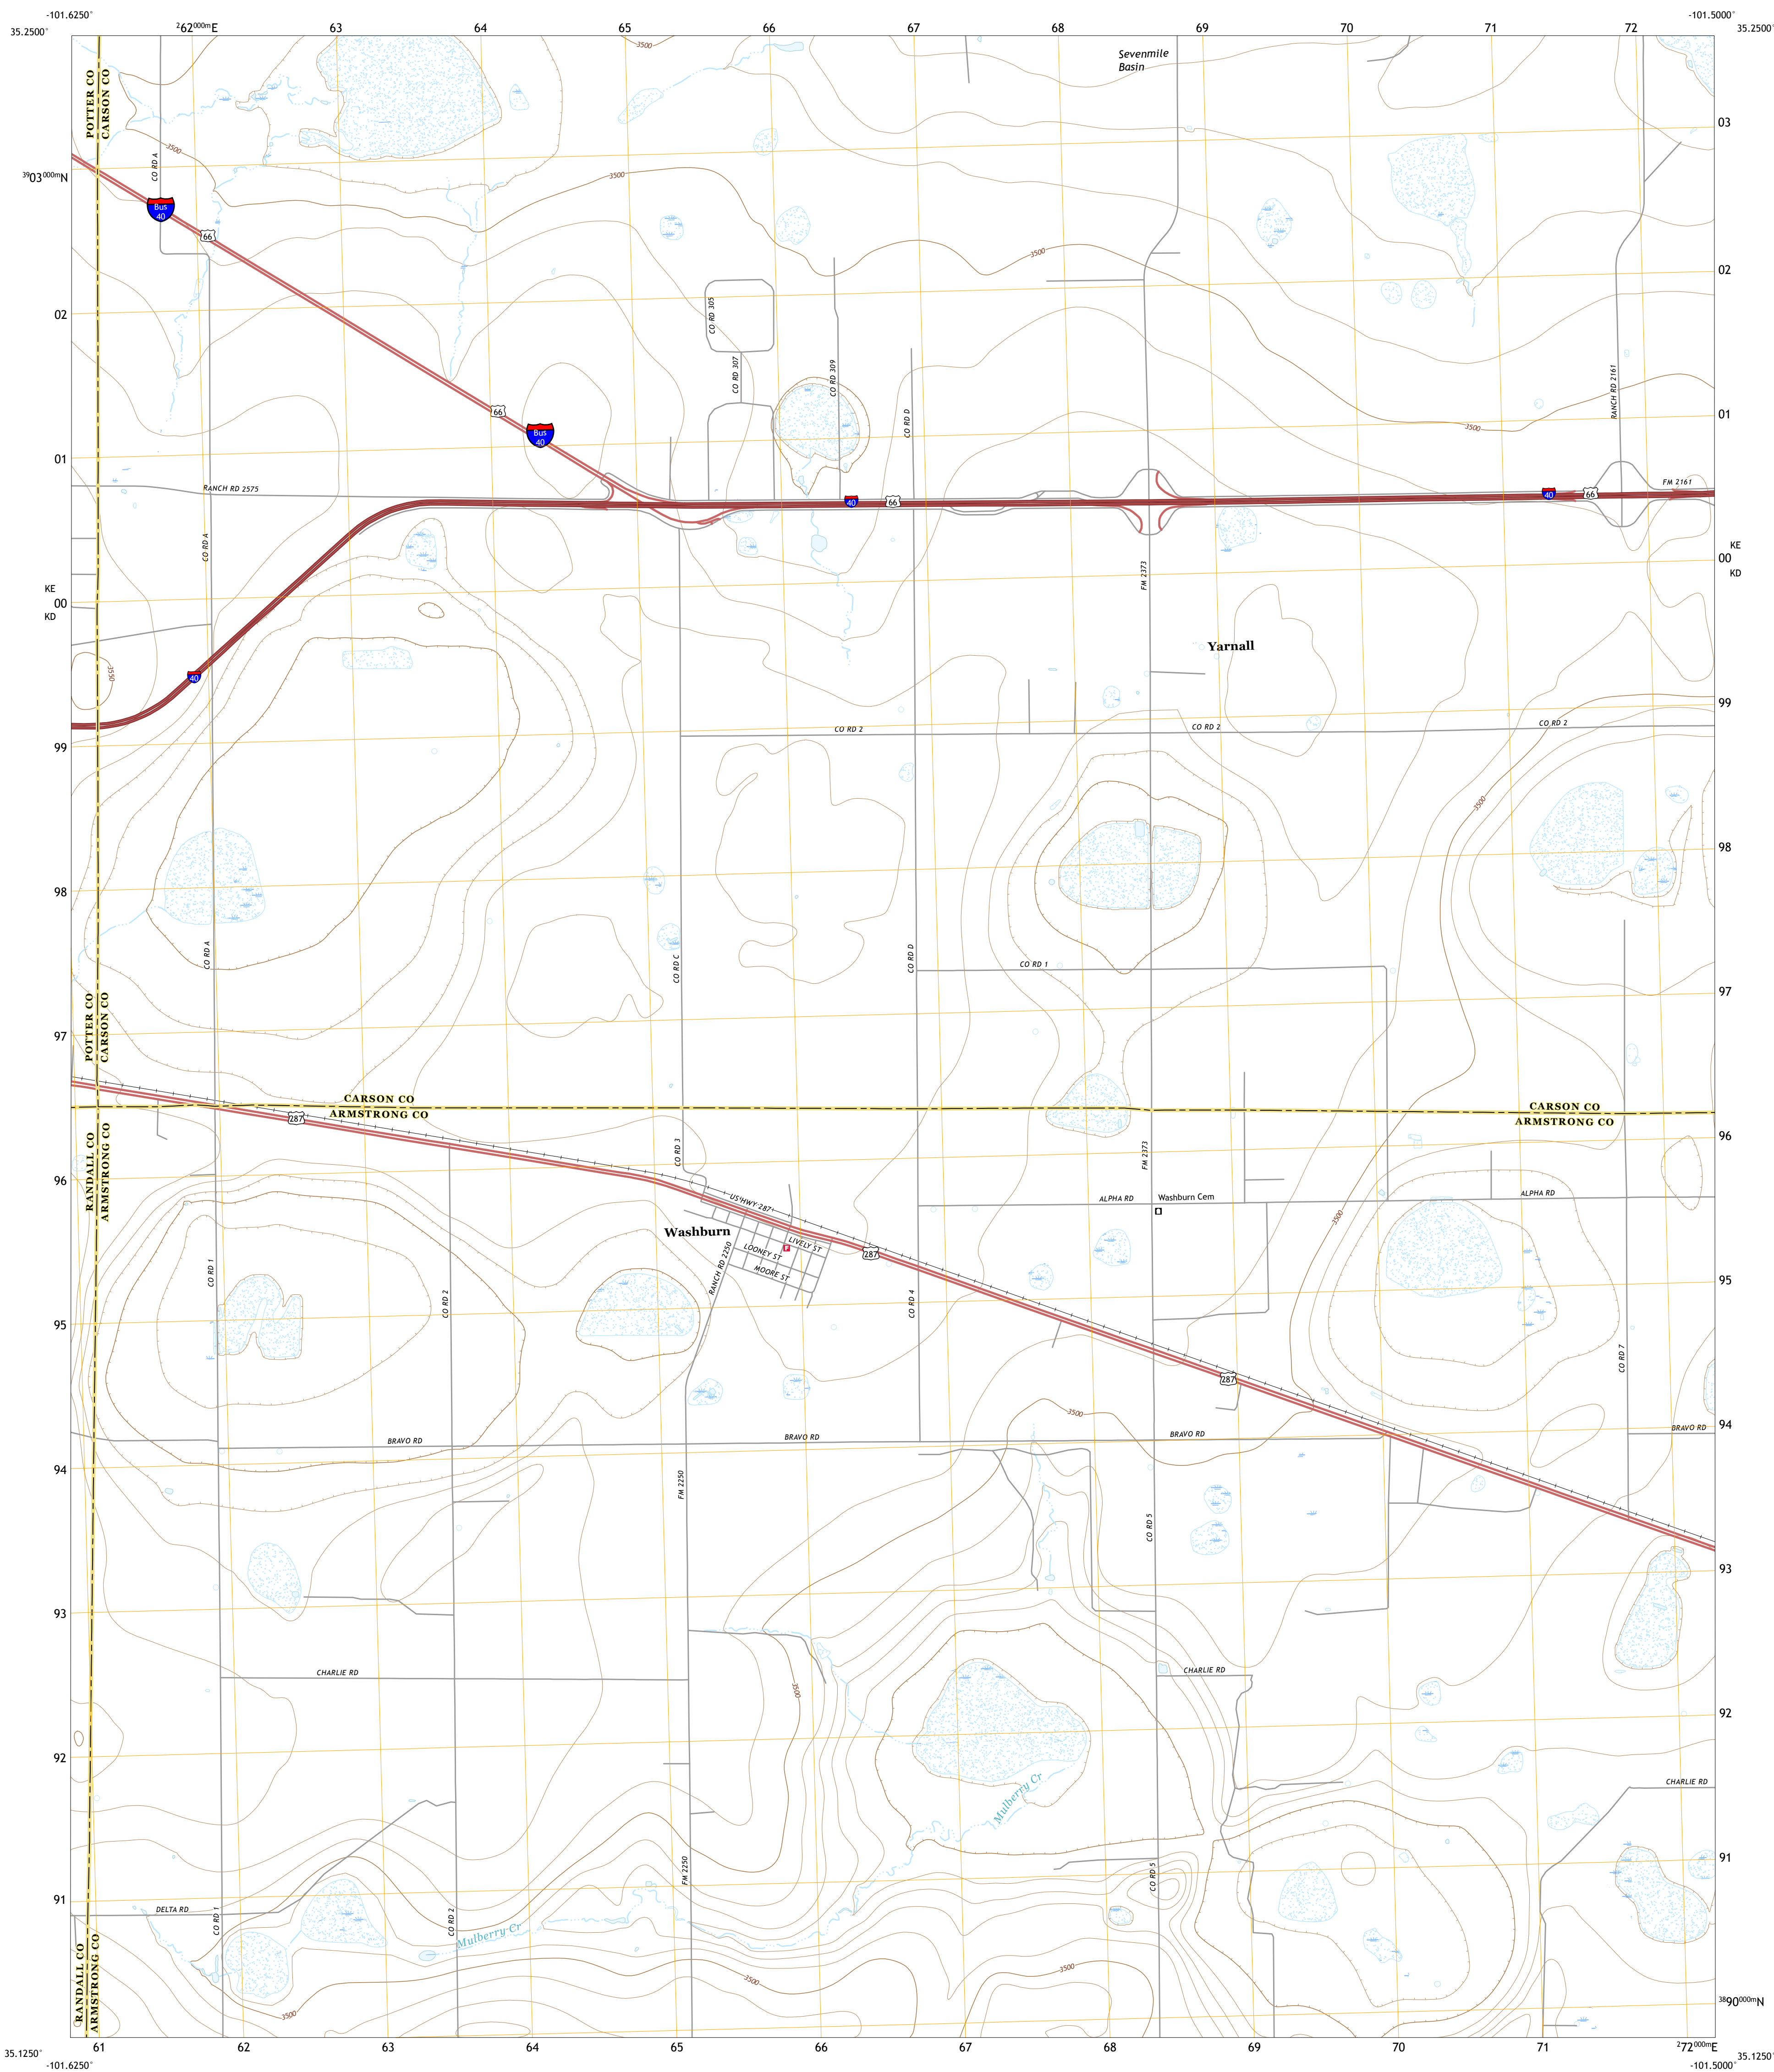 -101.6250°
-101.5000°
35.2500°
²62⁰⁰⁰ᵐE
63
64
65
66
67
68
69
70
71
72
35.2500°
3500
Sevenmile
Basin
POTTER CO
CARSON CO
CO RD A
3500
3500
03
³⁹03⁰⁰⁰ᵐN
Bus
40
66
3500
02
02
CO RD 305
CO RD 307
CO RD 309
RANCH RD 2161
CO RD D
66
Bus
40
01
3500
01
RANCH RD 2575
40
66
40
66
FM 2161
CO RD A
FM 2373
KE
00
KD
KE
00
KD
Yarnall
3550
40
99
CO RD 2
CO RD 2
CO RD 2
99
3500
98
98
CO RD A
CO RD C
CO RD D
CO RD 1
97
POTTER CO
CARSON CO
97
CARSON CO
ARMSTRONG CO
287
CARSON CO
ARMSTRONG CO
RANDALL CO
ARMSTRONG CO
CO RD 3
FM 2373
96
96
US HWY 287
ALPHA RD
Washburn Cem
ALPHA RD
3500
Washburn
LIVELY ST
LOONEY ST
MOORE ST
F
287
RANCH RD 2250
CO RD 1
CO RD 2
CO RD 4
95
95
CO RD 7
287
3500
94
BRAVO RD
BRAVO RD
BRAVO RD
BRAVO RD
94
FM 2250
CO RD 5
93
93
CHARLIE RD
CHARLIE RD
3500
92
92
Mulberry Cr
CHARLIE RD
FM 2250
CO RD 5
91
91
DELTA RD
CO RD 1
CO RD 2
Mulberry Cr
RANDALL CO
ARMSTRONG CO
3500
3500
3500
³⁸90⁰⁰⁰ᵐN
35.1250°
61
62
63
64
65
66
67
68
69
70
71
²72⁰⁰⁰ᵐE
35.1250°
-101.6250°
-101.5000°